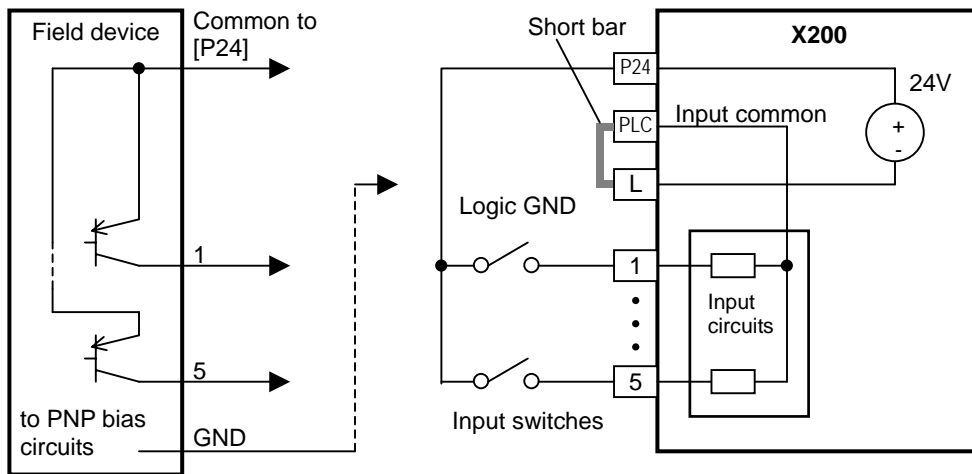 Field device
Common to
[P24]
1
5
to PNP bias
circuits
GND
Short bar
X200
P24
24V
PLC
Input common
+
-
L
Logic GND
1
Input
circuits
5
Input switches